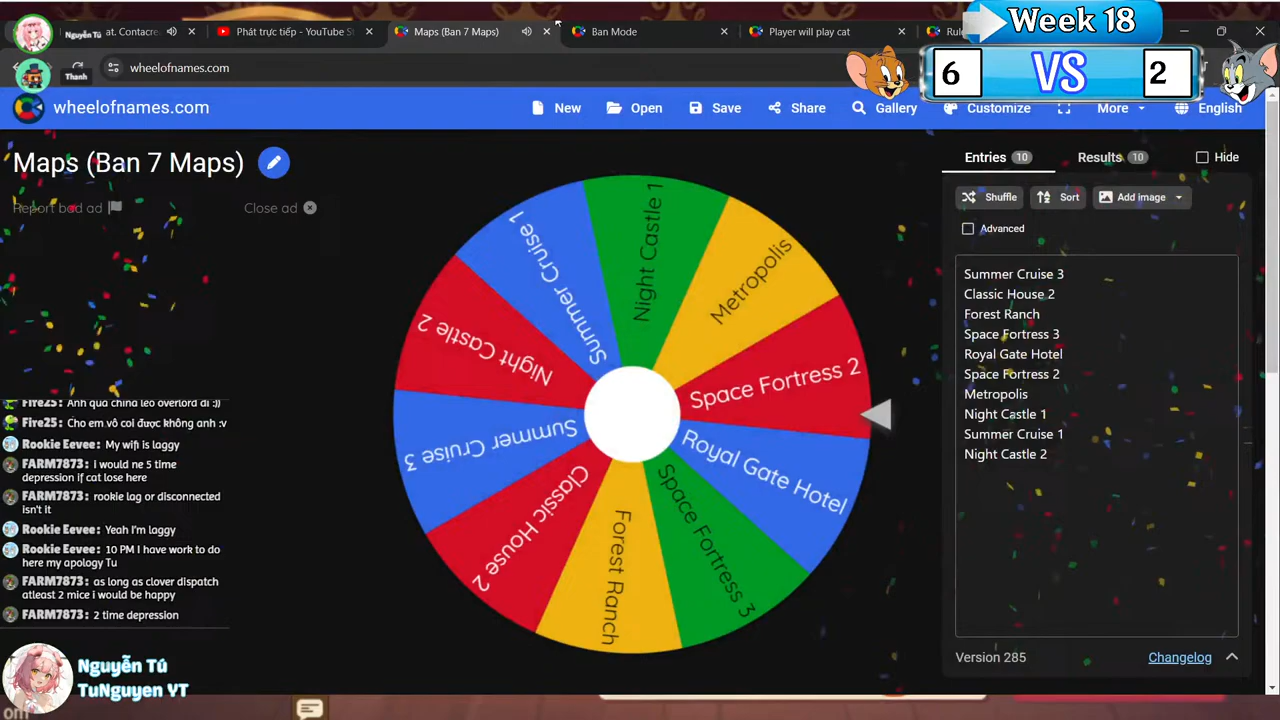 Week 18
6
VS
2
Nguyễn Tú
at. Contacre
Phát trực tiếp - YouTube S
Maps (Ban 7 Maps)
Ban Mode
Player will play cat
Rul
Thanh
wheelofnames.com
wheelofnames.com
New
Open
Save
Share
Gallery
Customize
More
English
Maps (Ban 7 Maps)
Report bad ad
Close ad
Entries 10
Results 10
Hide
Shuffle
Sort
Add image
Advanced
Summer Cruise 3
Classic House 2
Forest Ranch
Space Fortress 3
Royal Gate Hotel
Space Fortress 2
Metropolis
Night Castle 1
Summer Cruise 1
Night Castle 2
Version 285
Changelog
Night Castle 1
Metropolis
Space Fortress 2
Royal Gate Hotel
Space Fortress 3
Forest Ranch
Classic House 2
Summer Cruise 3
Night Castle 2
Summer Cruise 1
Fire25: Anh qua china leo overlord đi :))
Fire25: Cho em vô coi được không anh :v
Rookie Eevee: My wifi is laggy
FARM7873: i would ne 5 time
depression if cat lose here
FARM7873: rookie lag or disconnected
isn't it
Rookie Eevee: Yeah I'm laggy
Rookie Eevee: 10 PM I have work to do
here my apology Tu
FARM7873: as long as clover dispatch
atleast 2 mice i would be happy
FARM7873: 2 time depression
Nguyễn Tú
TuNguyen YT
om